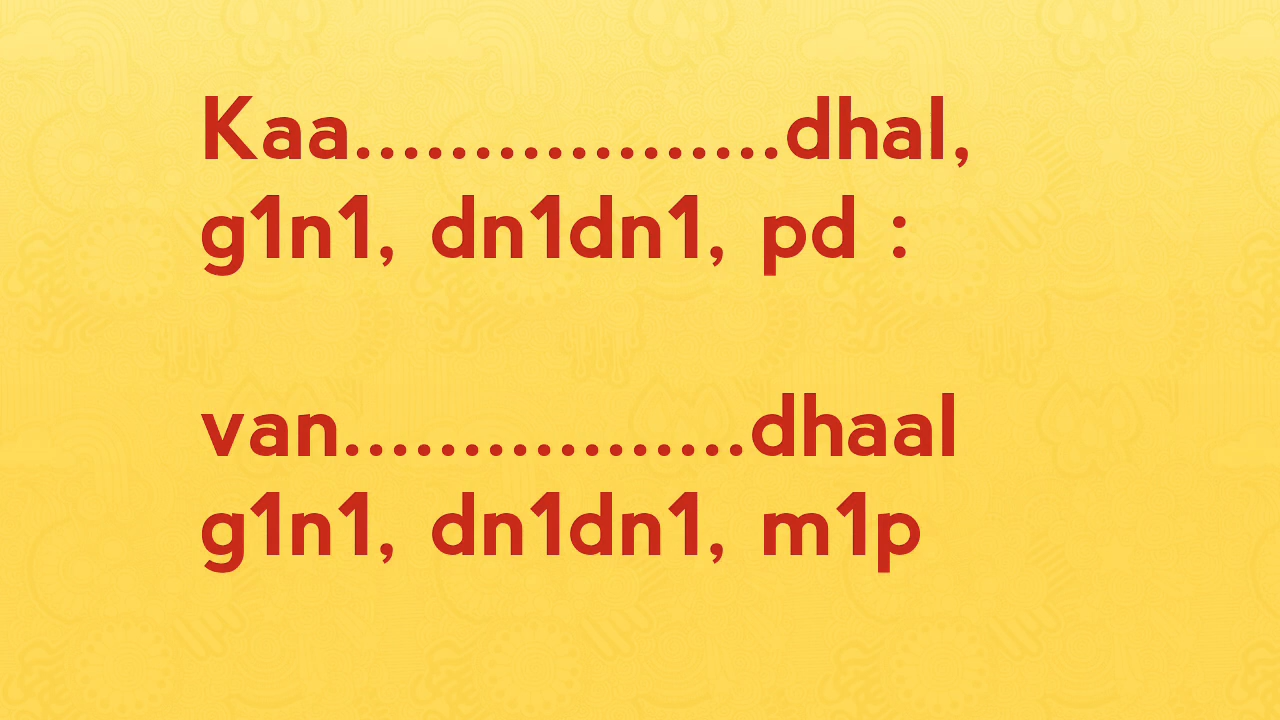 Kaa..................dhal,
g1n1, dn1dn1, pd :
van.................dhaal
g1n1, dn1dn1, m1p